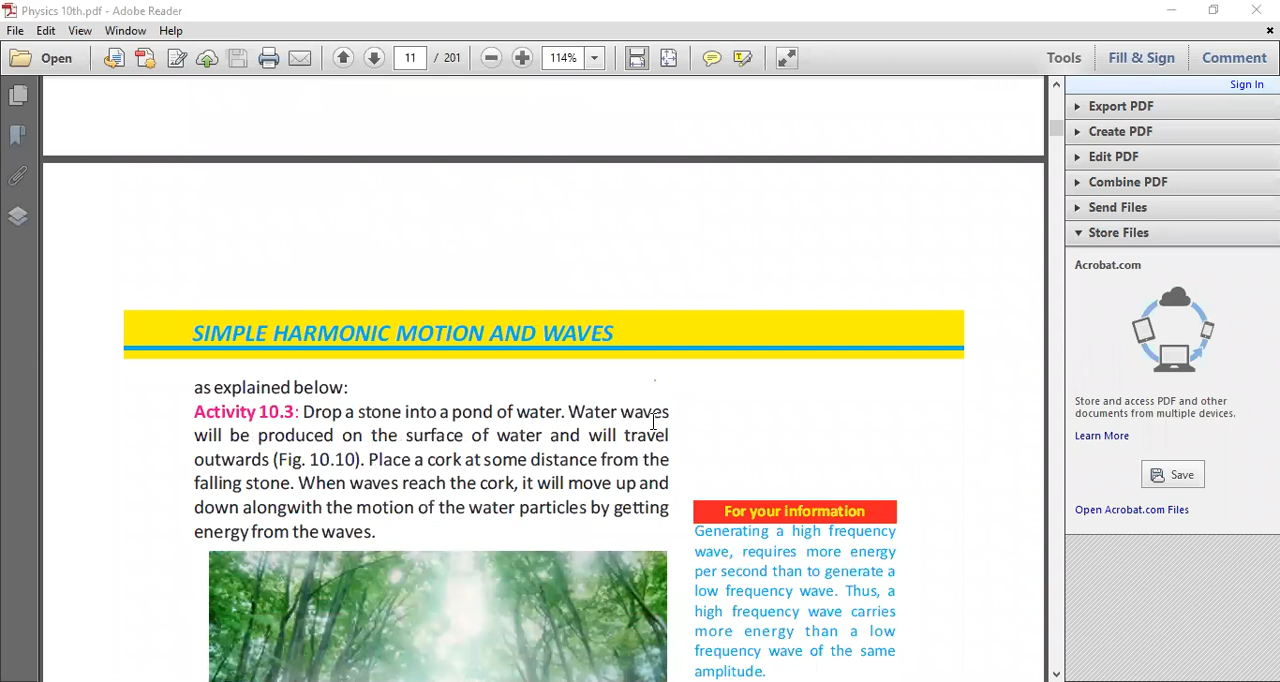 Physics 10th.pdf - Adobe Reader
File Edit View Window Help
Open 11 / 201 114% Tools Fill & Sign Comment
Sign In
Export PDF
Create PDF
Edit PDF
Combine PDF
Send Files
Store Files
Acrobat.com
Store and access PDF and other
documents from multiple devices.
Learn More
Save
Open Acrobat.com Files
SIMPLE HARMONIC MOTION AND WAVES
as explained below:
Activity 10.3: Drop a stone into a pond of water. Water waves
will be produced on the surface of water and will travel
outwards (Fig. 10.10). Place a cork at some distance from the
falling stone. When waves reach the cork, it will move up and
down alongwith the motion of the water particles by getting
energy from the waves.
For your information
Generating a high frequency
wave, requires more energy
per second than to generate a
low frequency wave. Thus, a
high frequency wave carries
more energy than a low
frequency wave of the same
amplitude.